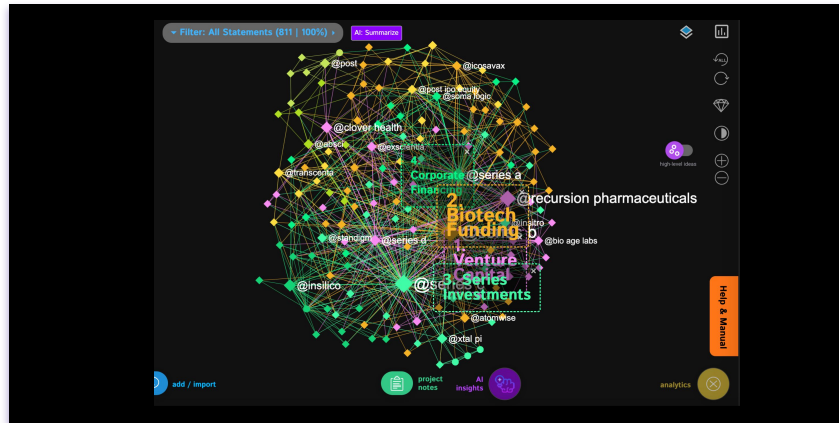 Filter: All Statements (811 | 100%)
AI: Summarize
@post
@icosavax
@post ipo equity
@soma logic
ALL
@clover health
@absci
@exscientia
4.
Corporate
Financing
@series a
@transcenta
@recursion pharmaceuticals
2.
Biotech
Funding
@insitro
b
@standigm
@series d
@bio age labs
1.
Venture
Capital
high-level ideas
@insilico
3. Series
Investments
@atomwise
@xtal pi
Help & Manual
add / import
project
notes
AI
insights
analytics